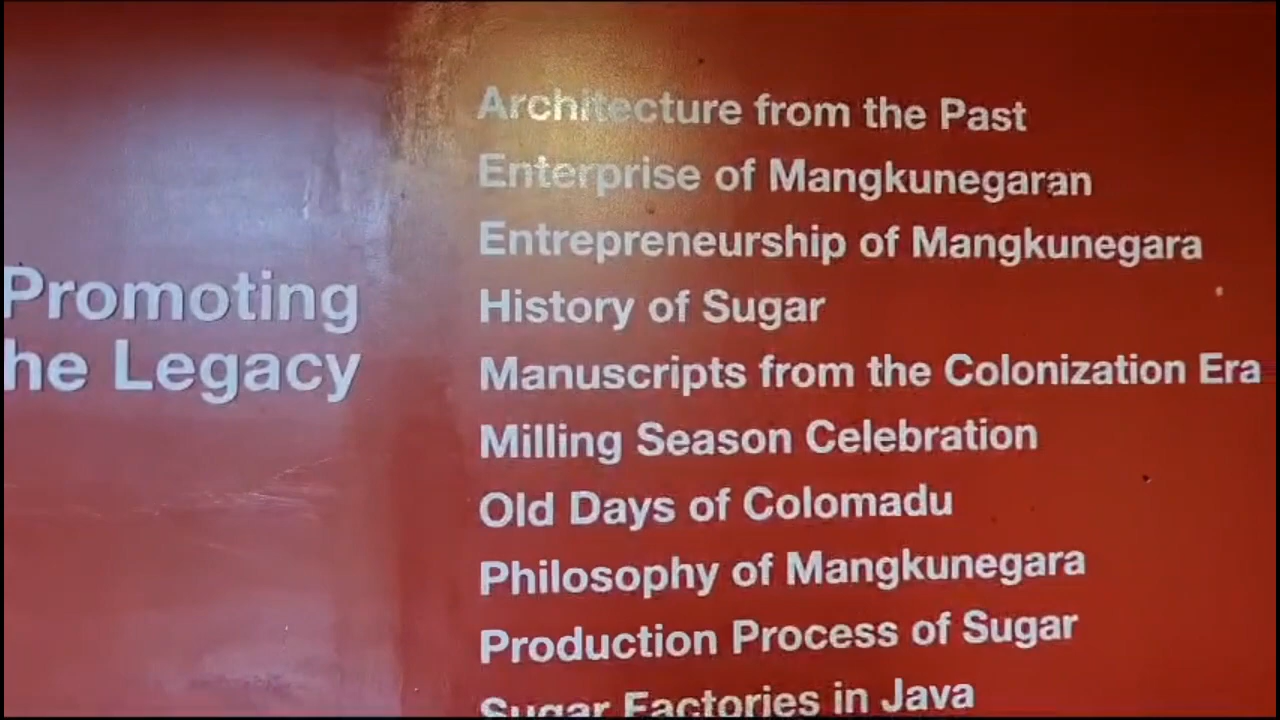 Promoting
he Legacy
Architecture from the Past
Enterprise of Mangkunegaran
Entrepreneurship of Mangkunegara
History of Sugar
Manuscripts from the Colonization Era
Milling Season Celebration
Old Days of Colomadu
Philosophy of Mangkunegara
Production Process of Sugar
Sugar Factories in Java